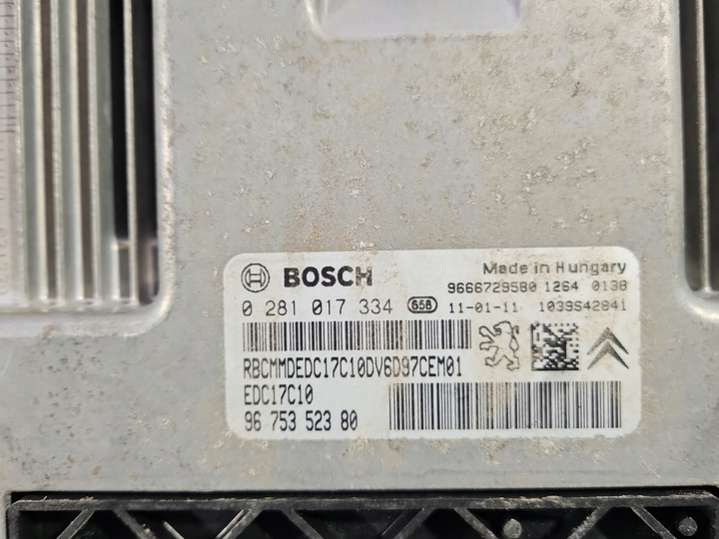 BOSCH
Made in Hungary
9666729580 1264 0138
0 281 017 334 658 11-01-11 1039S42841
RBCMMDEDC17C10DV6D97CEM01
EDC17C10
96 753 523 80